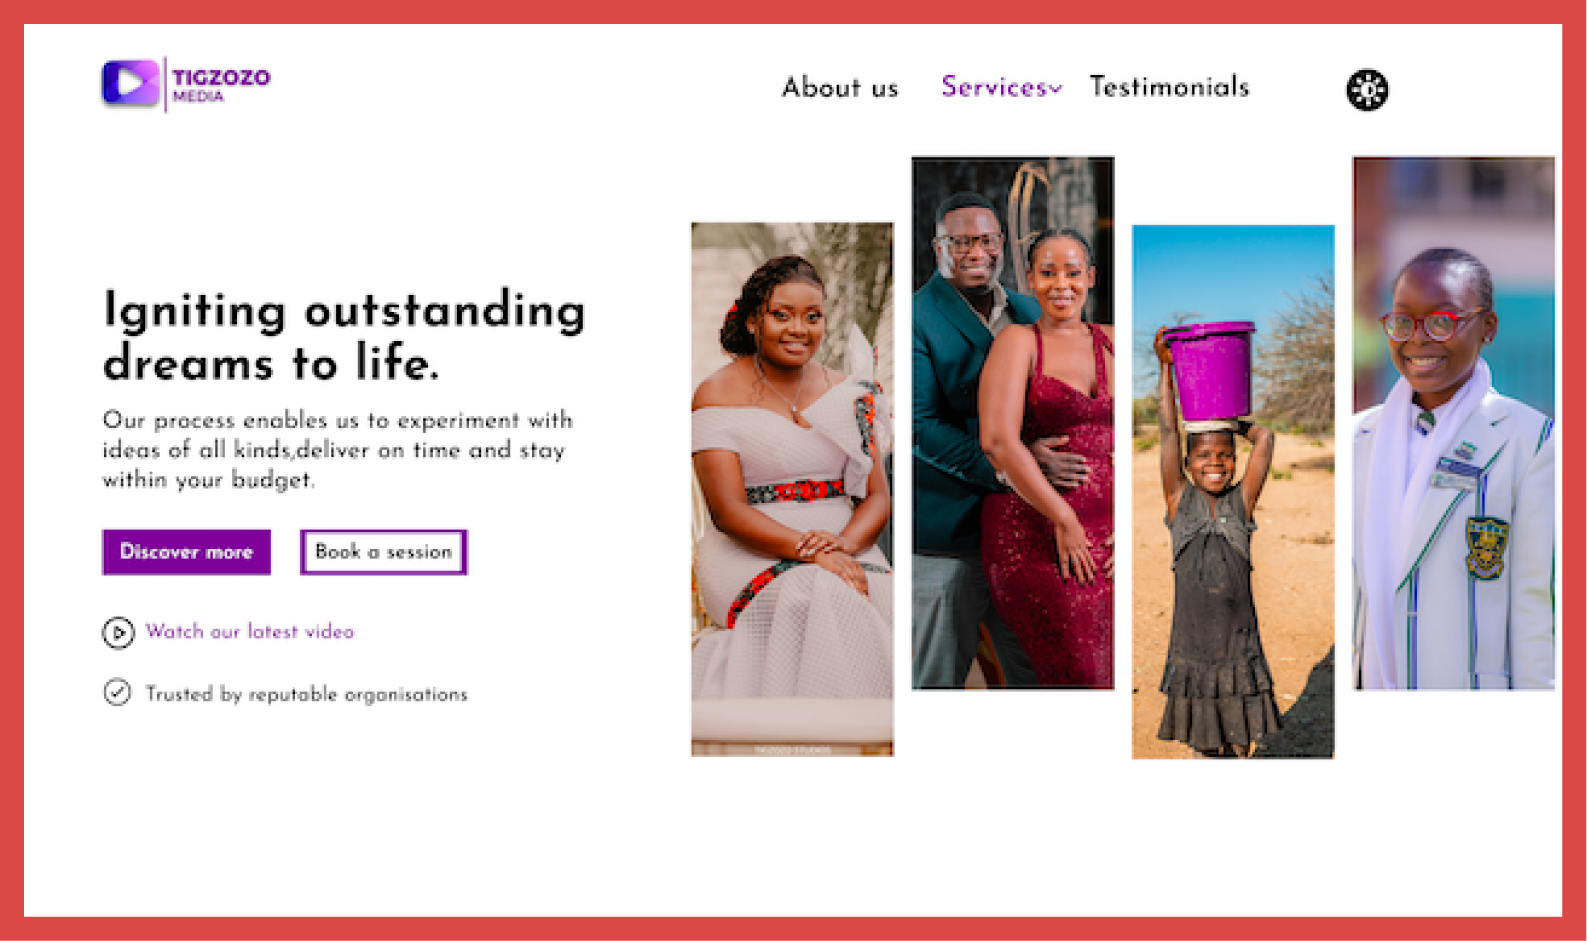 TIGZOZO
MEDIA
About us
Services
Testimonials
Igniting outstanding
dreams to life.
Our process enables us to experiment with
ideas of all kinds,deliver on time and stay
within your budget.
Discover more
Book a session
Watch our latest video
Trusted by reputable organisations
TIGZOZO STUDIOS